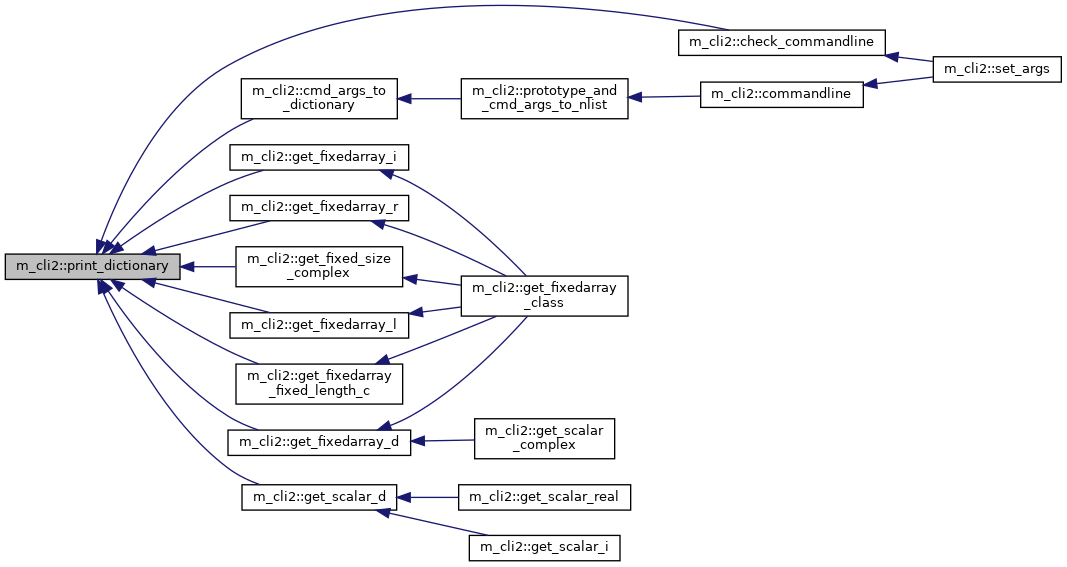 m_cli2::check_commandline
m_cli2::set_args
m_cli2::cmd_args_to
_dictionary
m_cli2::prototype_and
_cmd_args_to_nlist
m_cli2::commandline
m_cli2::get_fixedarray_i
m_cli2::get_fixedarray_r
m_cli2::print_dictionary
m_cli2::get_fixed_size
_complex
m_cli2::get_fixedarray
_class
m_cli2::get_fixedarray_l
m_cli2::get_fixedarray
_fixed_length_c
m_cli2::get_fixedarray_d
m_cli2::get_scalar
_complex
m_cli2::get_scalar_d
m_cli2::get_scalar_real
m_cli2::get_scalar_i